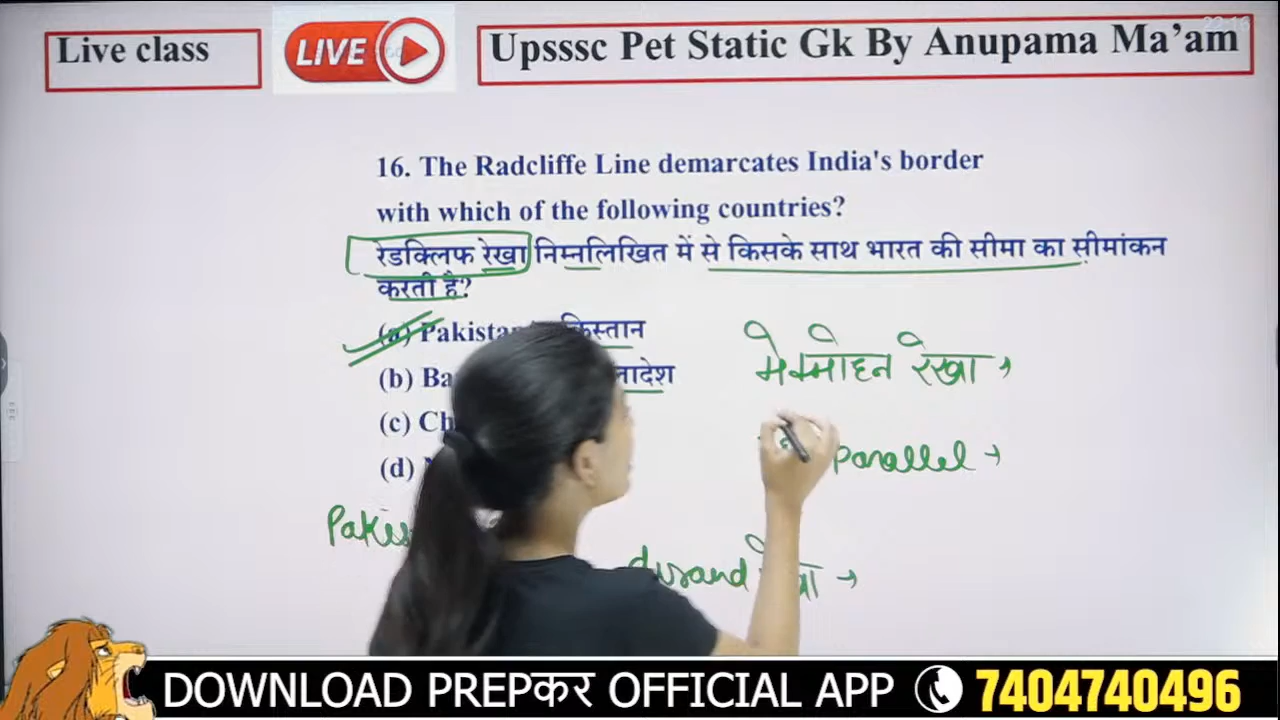 22:16
Live class
LIVE
Upsssc Pet Static Gk By Anupama Ma’am
16. The Radcliffe Line demarcates India's border
with which of the following countries?
रेडक्लिफ रेखा निम्नलिखित में से किसके साथ भारत की सीमा का सीमांकन
करती है?
(a)
(b)
(c)
(d)
मेकमोहन रेखा →
parallel →
durand →
DOWNLOAD PREPकर OFFICIAL APP 7404740496